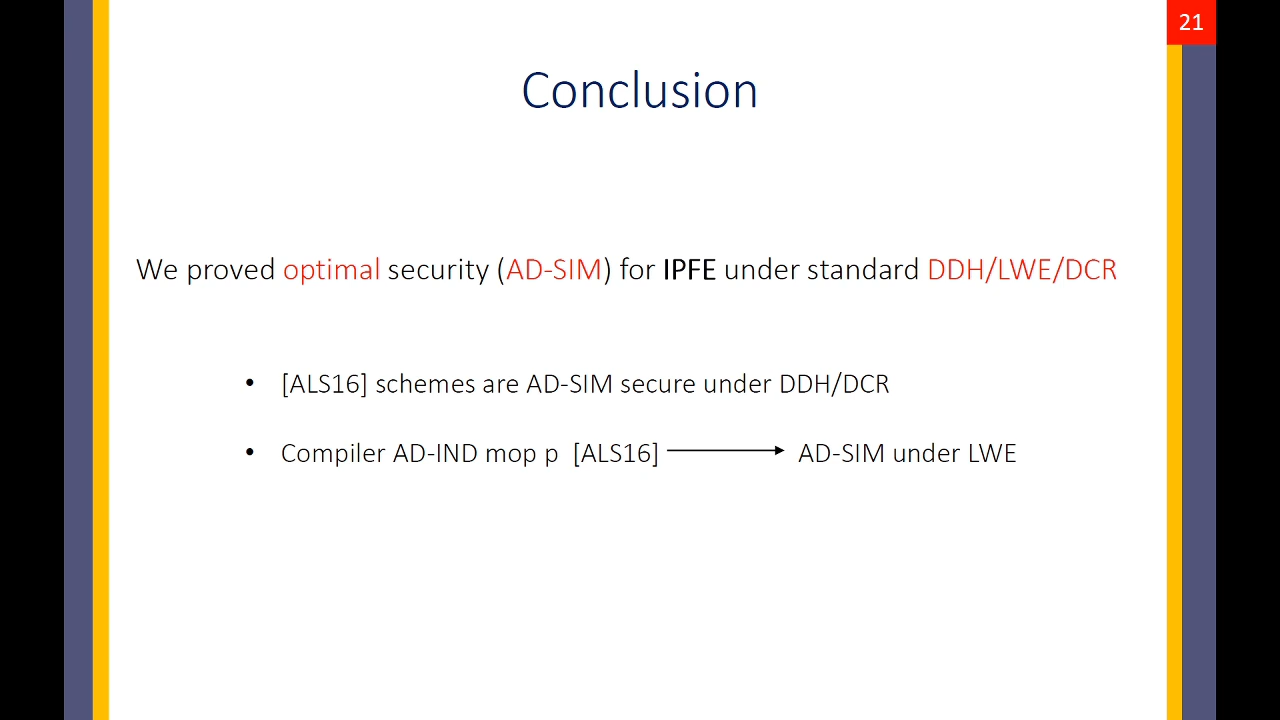 21
Conclusion
We proved optimal security (AD-SIM) for IPFE under standard DDH/LWE/DCR
• [ALS16] schemes are AD-SIM secure under DDH/DCR
• Compiler AD-IND mop p [ALS16] ⟶ AD-SIM under LWE